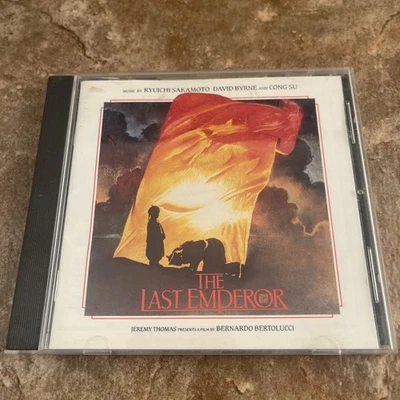 MUSIC BY RYUICHI SAKAMOTO DAVID BYRNE AND CONG SU
THE
LAST EMPEROR
JEREMY THOMAS PRESENTS A FILM BY BERNARDO BERTOLUCCI